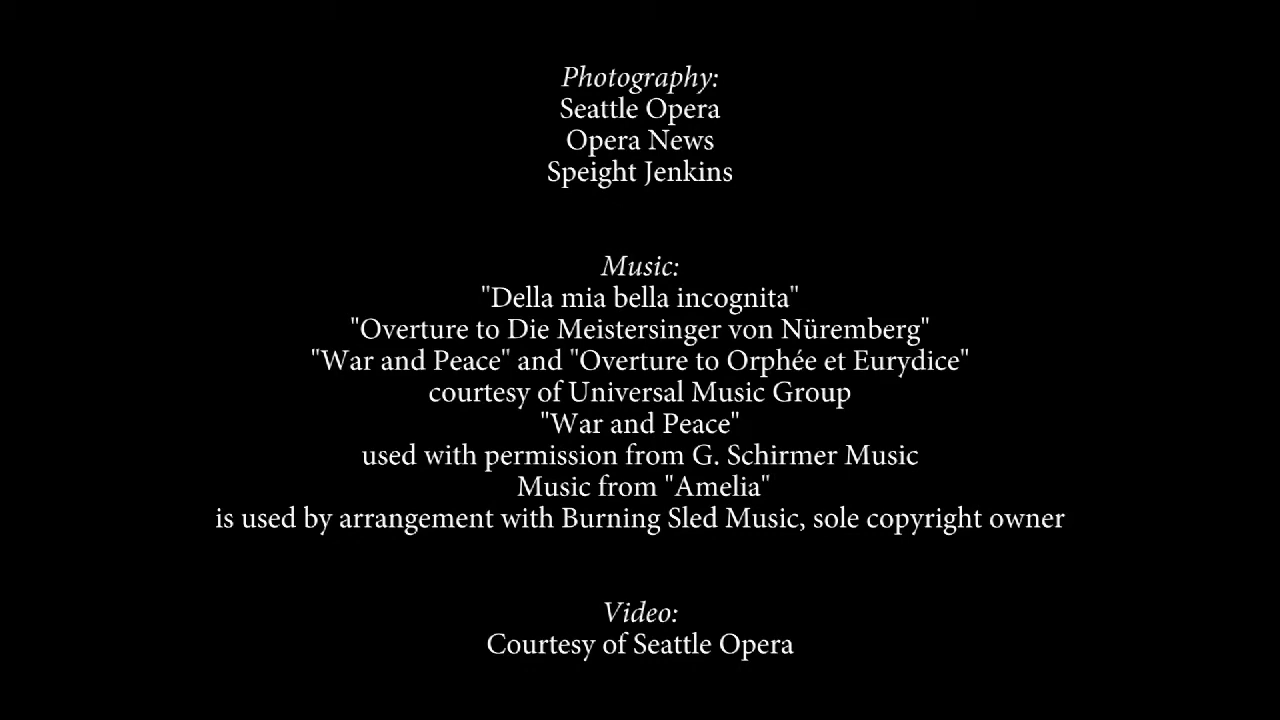 Photography:
Seattle Opera
Opera News
Speight Jenkins
Music:
"Della mia bella incognita"
"Overture to Die Meistersinger von Nüremberg"
"War and Peace" and "Overture to Orphée et Eurydice"
courtesy of Universal Music Group
"War and Peace"
used with permission from G. Schirmer Music
Music from "Amelia"
is used by arrangement with Burning Sled Music, sole copyright owner
Video:
Courtesy of Seattle Opera